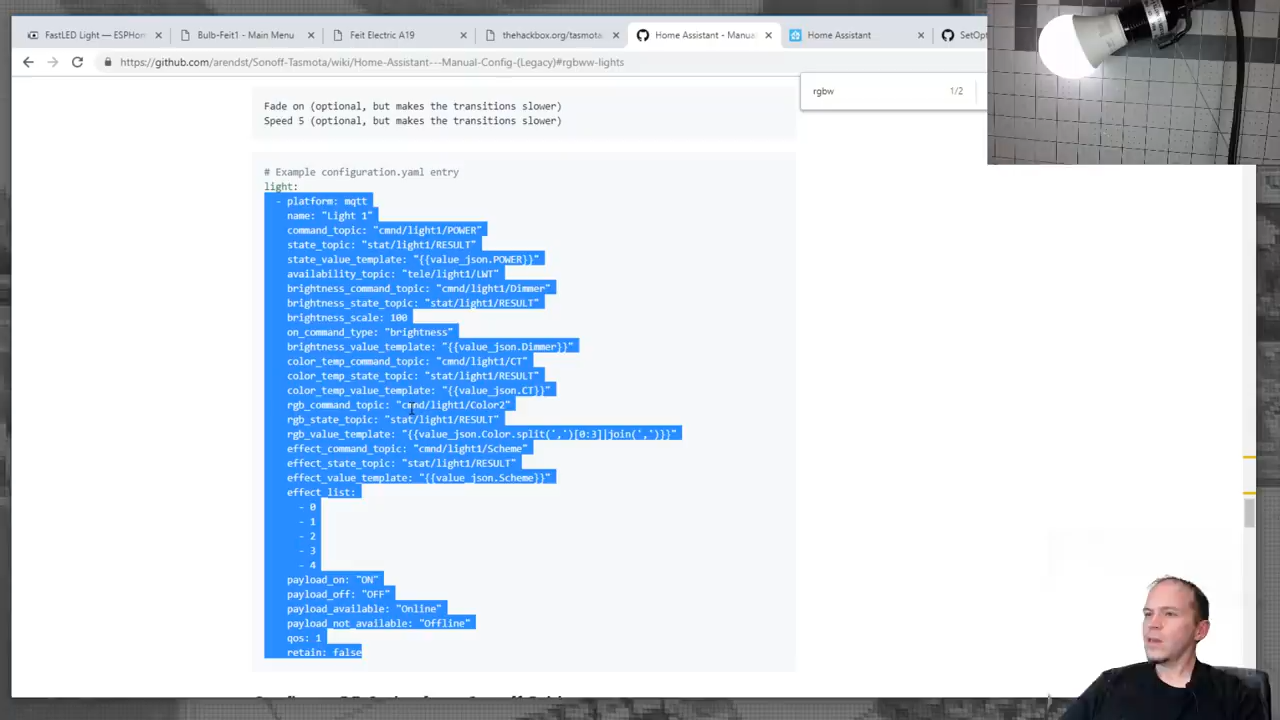 FastLED Light — ESPHom
Bulb-Feit1 - Main Menu
Feit Electric A19
thehackbox.org/tasmota
Home Assistant - Manua
Home Assistant
SetOpt
https://github.com/arendst/Sonoff-Tasmota/wiki/Home-Assistant---Manual-Config-(Legacy)#rgbww-lights
rgbw 1/2
Fade on (optional, but makes the transitions slower)
Speed 5 (optional, but makes the transitions slower)
# Example configuration.yaml entry
light:
- platform: mqtt
name: "Light 1"
command_topic: "cmnd/light1/POWER"
state_topic: "stat/light1/RESULT"
state_value_template: "{{value_json.POWER}}"
availability_topic: "tele/light1/LWT"
brightness_command_topic: "cmnd/light1/Dimmer"
brightness_state_topic: "stat/light1/RESULT"
brightness_scale: 100
on_command_type: "brightness"
brightness_value_template: "{{value_json.Dimmer}}"
color_temp_command_topic: "cmnd/light1/CT"
color_temp_state_topic: "stat/light1/RESULT"
color_temp_value_template: "{{value_json.CT}}"
rgb_command_topic: "cmnd/light1/Color2"
rgb_state_topic: "stat/light1/RESULT"
rgb_value_template: "{{value_json.Color.split(',')[0:3]|join(',')}}"
effect_command_topic: "cmnd/light1/Scheme"
effect_state_topic: "stat/light1/RESULT"
effect_value_template: "{{value_json.Scheme}}"
effect_list:
- 0
- 1
- 2
- 3
- 4
payload_on: "ON"
payload_off: "OFF"
payload_available: "Online"
payload_not_available: "Offline"
qos: 1
retain: false